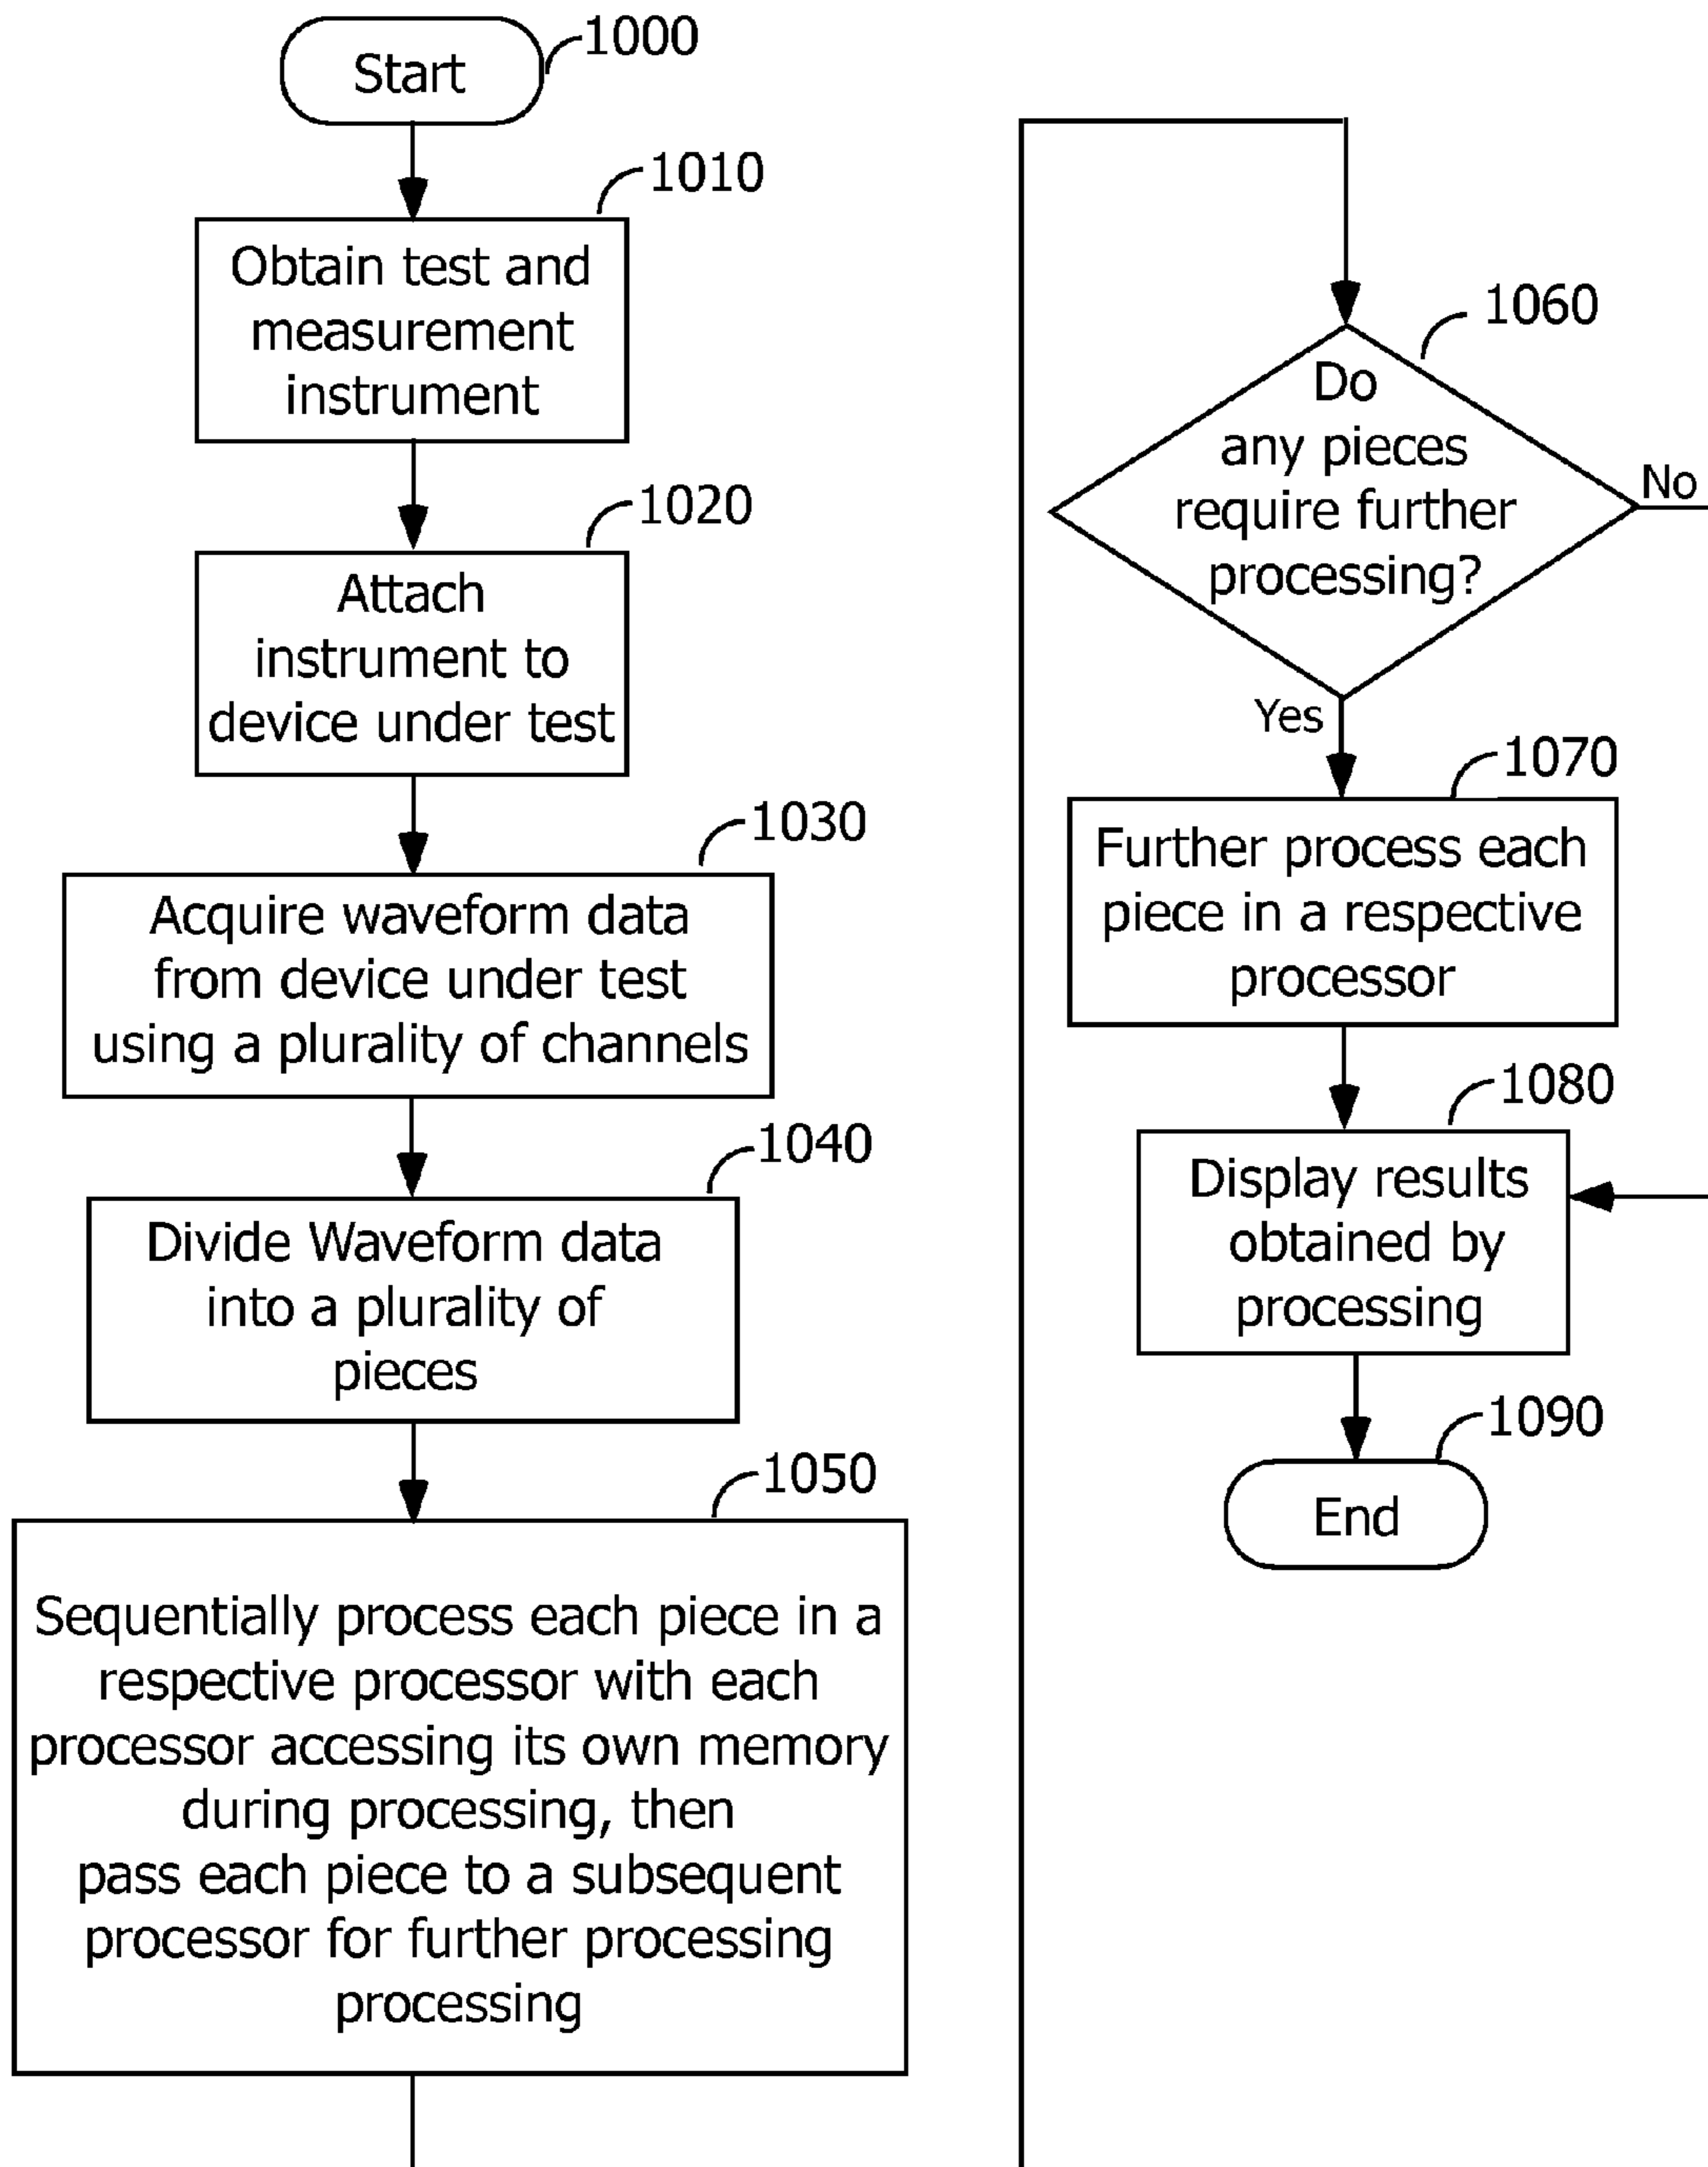 Start
1000
1010
Obtain test and
measurement
instrument
1020
Attach
instrument to
device under test
1030
Acquire waveform data
from device under test
using a plurality of channels
1040
Divide Waveform data
into a plurality of
pieces
1050
Sequentially process each piece in a
respective processor with each
processor accessing its own memory
during processing, then
pass each piece to a subsequent
processor for further processing
processing
1060
Do
any pieces
require further
processing?
No
Yes
1070
Further process each
piece in a respective
processor
1080
Display results
obtained by
processing
1090
End